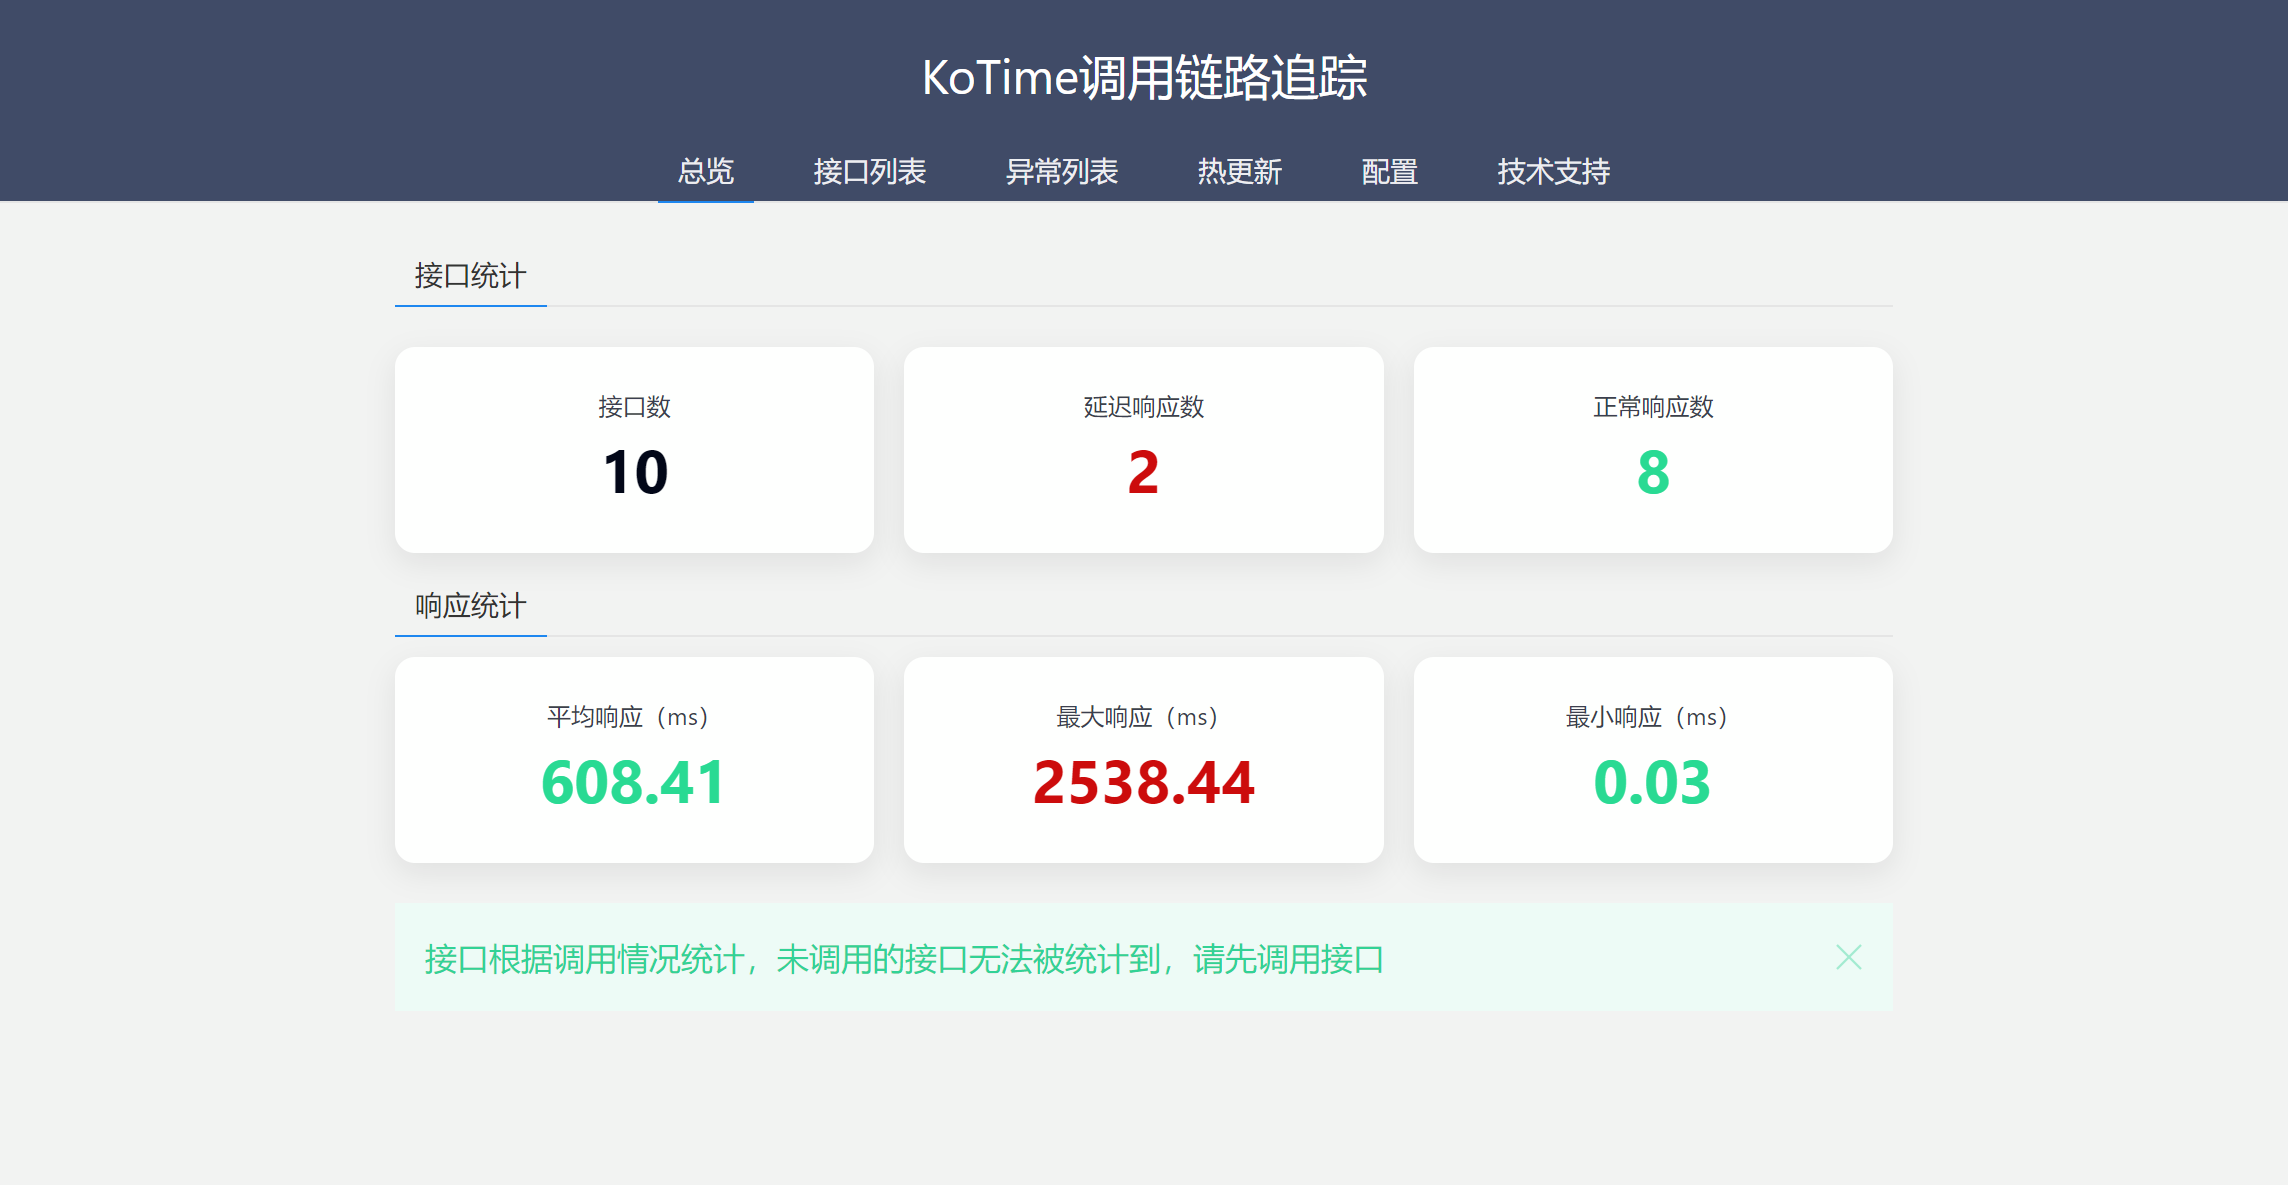 KoTime调用链路追踪
总览 接口列表 异常列表 热更新 配置 技术支持
接口统计
接口数 延迟响应数 正常响应数
10 2 8
响应统计
平均响应（ms） 最大响应（ms） 最小响应（ms）
608.41 2538.44 0.03
接口根据调用情况统计，未调用的接口无法被统计到，请先调用接口